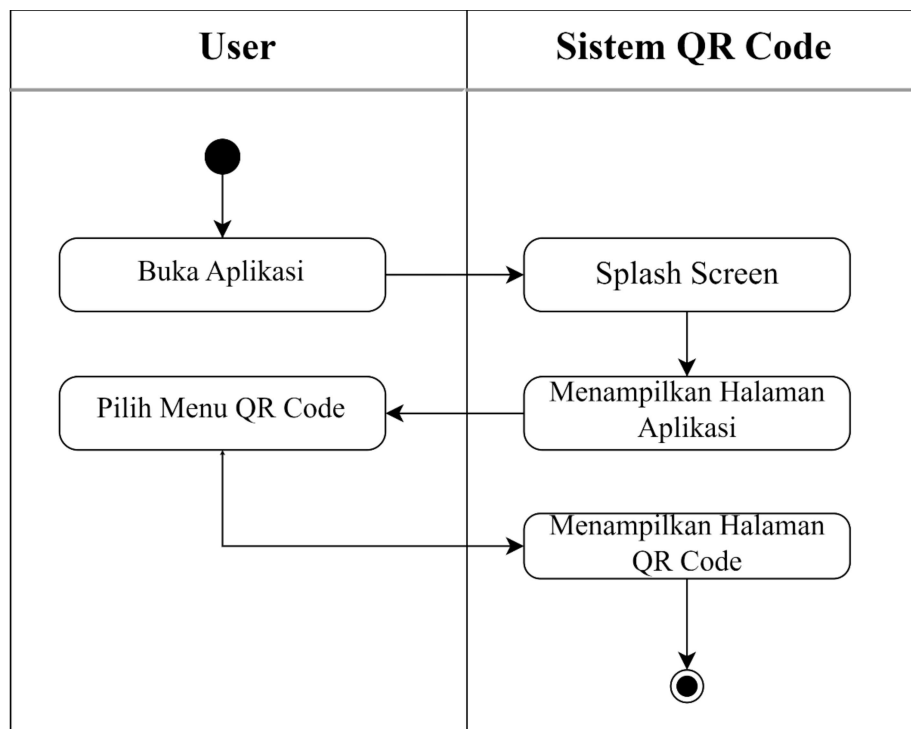 User
Sistem QR Code
Buka Aplikasi
Splash Screen
Menampilkan Halaman
Aplikasi
Pilih Menu QR Code
Menampilkan Halaman
QR Code